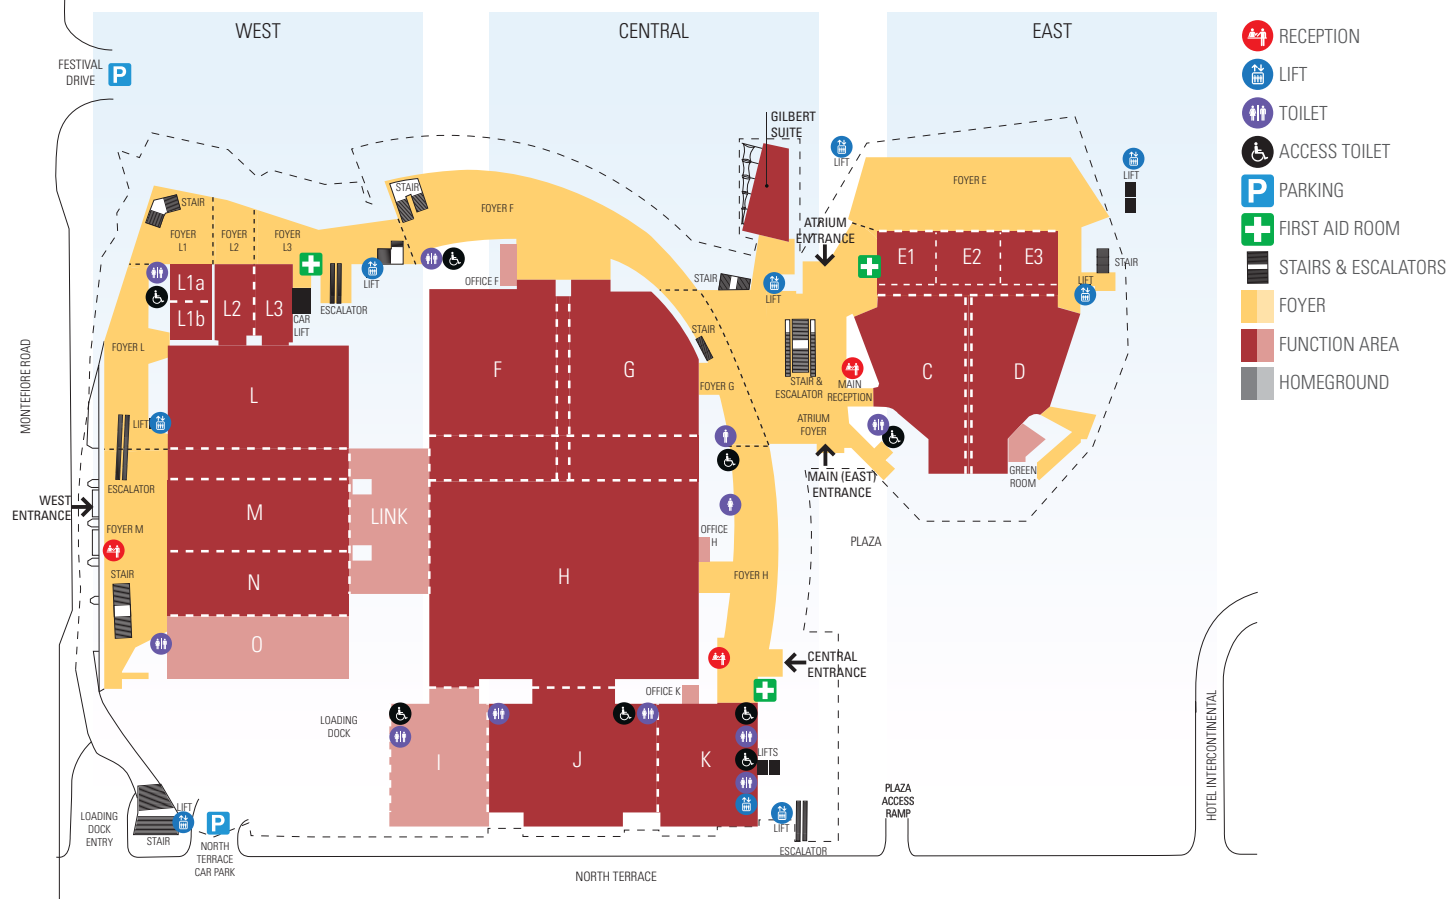 WEST
CENTRAL
EAST
RECEPTION
LIFT
TOILET
ACCESS TOILET
P PARKING
FIRST AID ROOM
STAIRS & ESCALATORS
FOYER
FUNCTION AREA
HOMEGROUND
FESTIVAL
DRIVE
P
GILBERT
SUITE
LIFT
LIFT
STAIR
STAIR
FOYER
L1
FOYER
L2
FOYER
L3
FOYER F
FOYER E
ATRIUM
ENTRANCE
E1
E2
E3
STAIR
LIFT
OFFICE F
LIFT
ESCALATOR
CAR
LIFT
L1a
L1b
L2
L3
STAIR
LIFT
STAIR
FOYER L
MONTEFIORE ROAD
L
F
G
FOYER G
STAIR &
ESCALATOR
MAIN
RECEPTION
C
D
LIFT
ATRIUM
FOYER
ESCALATOR
MAIN (EAST)
ENTRANCE
GREEN
ROOM
WEST
ENTRANCE
FOYER M
M
LINK
OFFICE
H
PLAZA
STAIR
N
H
FOYER H
O
CENTRAL
ENTRANCE
OFFICE K
LOADING
DOCK
I
J
K
LIFTS
HOTEL INTERCONTINENTAL
PLAZA
ACCESS
RAMP
LOADING
DOCK
ENTRY
LIFT
STAIR
P
NORTH
TERRACE
CAR PARK
LIFT
ESCALATOR
NORTH TERRACE